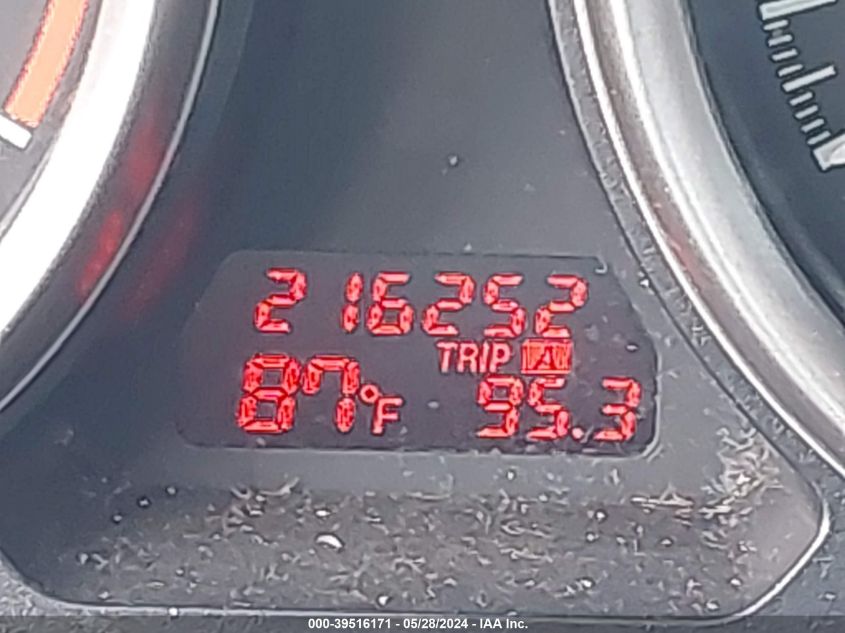 216252
TRIP A
87°F 95.3
000-39516171 - 05/28/2024 - IAA Inc.